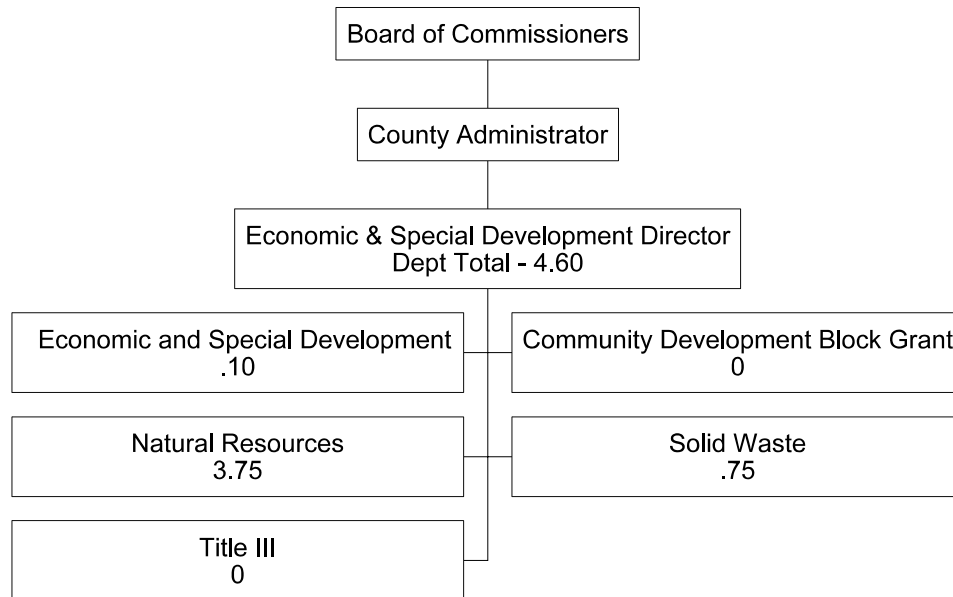 Board of Commissioners
County Administrator
Economic & Special Development Director
Dept Total - 4.60
Economic and Special Development
.10
Community Development Block Grant
0
Natural Resources
3.75
Solid Waste
.75
Title III
0